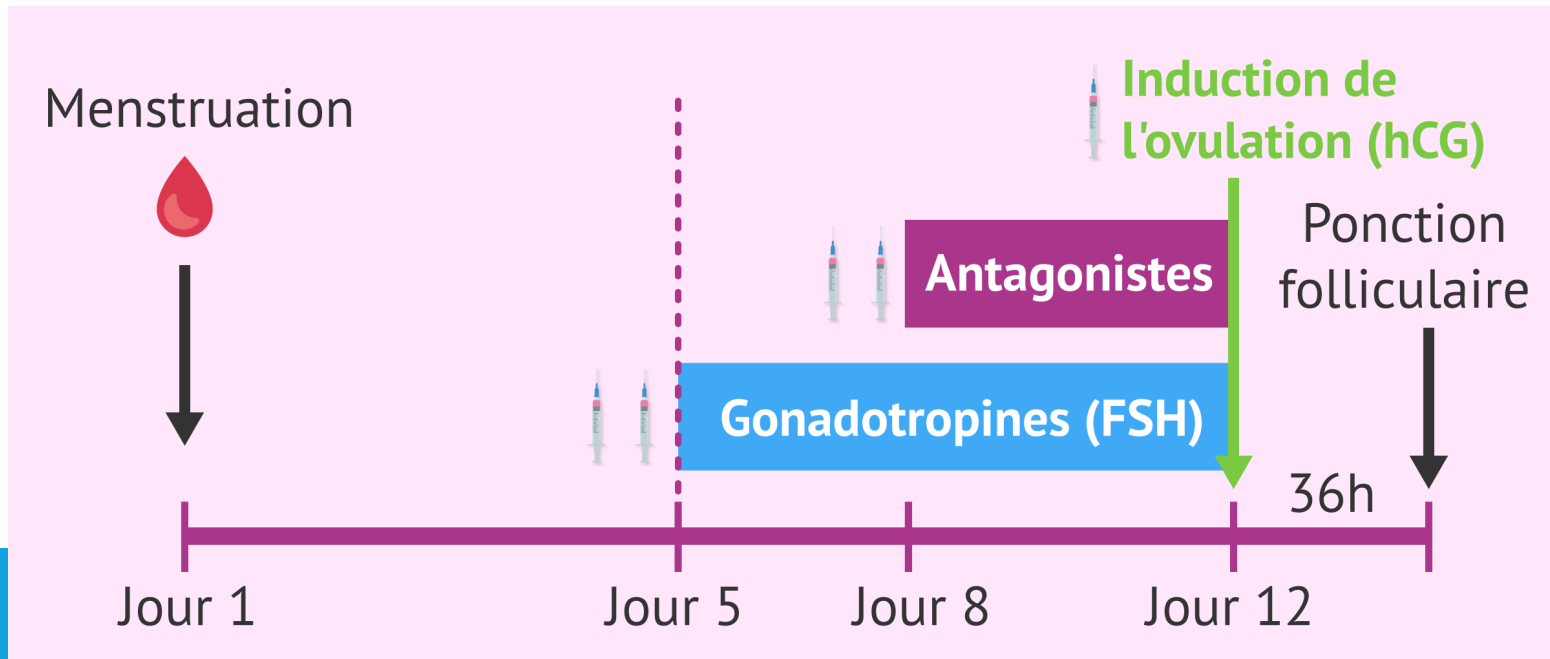 Menstruation
Induction de
l'ovulation (hCG)
Ponction
folliculaire
Antagonistes
Gonadotropines (FSH)
36h
Jour 1
Jour 5
Jour 8
Jour 12